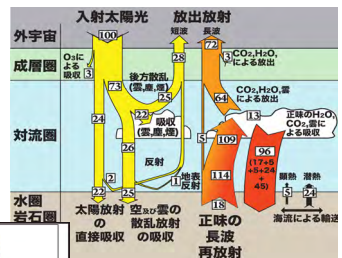 入射太陽光 放出放射
短波 長波
外宇宙
100
72
成層圏
O₃に
よる
吸収
3
後方散乱
(雲,塵,煙)
28
3
CO₂,H₂O,
による放出
73
25
64
CO₂,H₂O,雲
による放出
対流圏
24
22
吸収
(雲,塵,煙)
13
正味のH₂O,
CO₂,雲に
よる吸収
26
5
109
96
(17+5
+5+24
+45)
反射
2
1
地表
反射
114
顕熱
潜熱
水圏
岩石圏
22
25
18
5
24
太陽放射
の
直接吸収
空及び雲の
散乱放射
の吸収
正味の
長波
再放射
海流による輸送